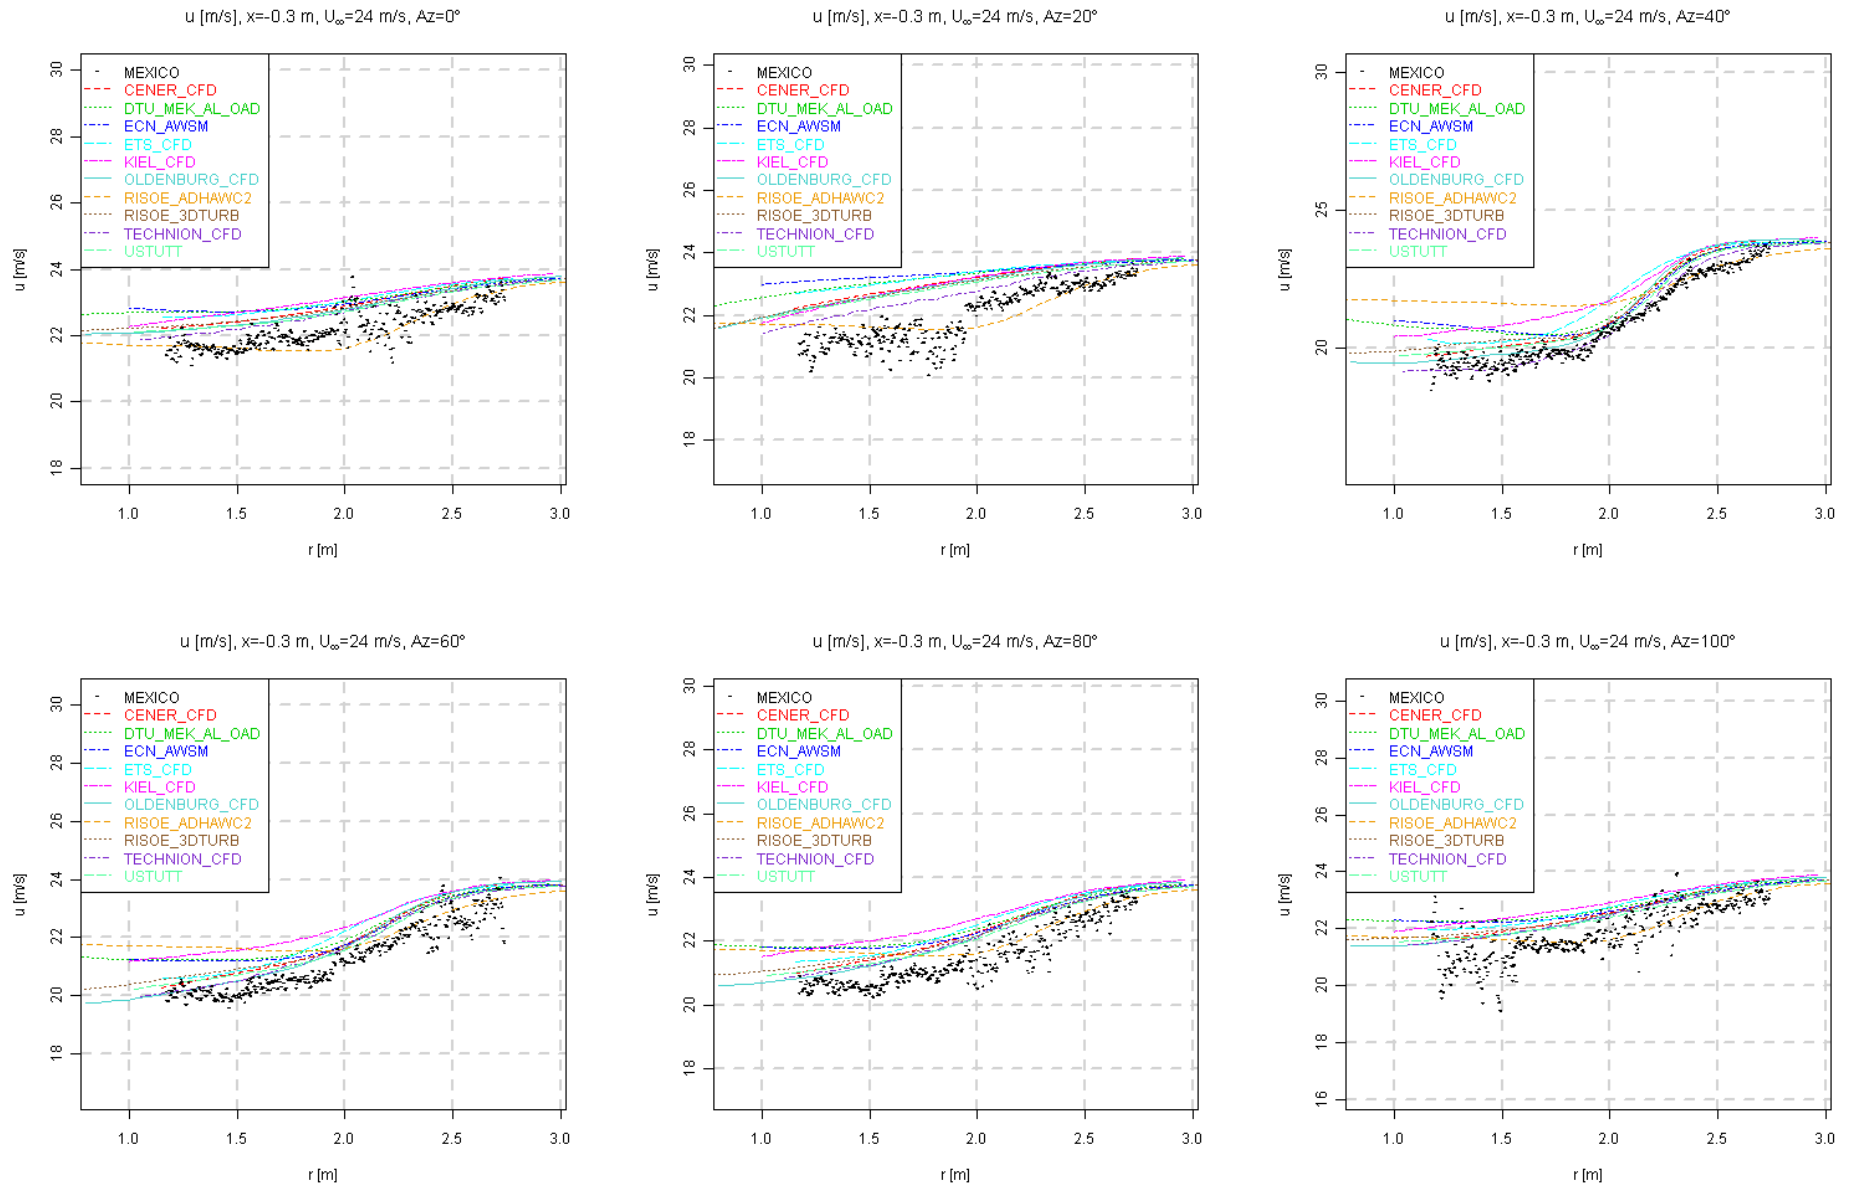 u [m/s], x=-0.3 m, U∞=24 m/s, Az=0°
u [m/s]
30
28
26
24
22
20
18
MEXICO
CENER_CFD
DTU_MEK_AL_OAD
ECN_AWSM
ETS_CFD
KIEL_CFD
OLDENBURG_CFD
RISOE_ADHAWC2
RISOE_3DTURB
TECHNION_CFD
USTUTT
1.0 1.5 2.0 2.5 3.0
r [m]
u [m/s], x=-0.3 m, U∞=24 m/s, Az=20°
u [m/s]
30
28
26
24
22
20
18
MEXICO
CENER_CFD
DTU_MEK_AL_OAD
ECN_AWSM
ETS_CFD
KIEL_CFD
OLDENBURG_CFD
RISOE_ADHAWC2
RISOE_3DTURB
TECHNION_CFD
USTUTT
1.0 1.5 2.0 2.5 3.0
r [m]
u [m/s], x=-0.3 m, U∞=24 m/s, Az=40°
u [m/s]
30
25
20
MEXICO
CENER_CFD
DTU_MEK_AL_OAD
ECN_AWSM
ETS_CFD
KIEL_CFD
OLDENBURG_CFD
RISOE_ADHAWC2
RISOE_3DTURB
TECHNION_CFD
USTUTT
1.0 1.5 2.0 2.5 3.0
r [m]
u [m/s], x=-0.3 m, U∞=24 m/s, Az=60°
u [m/s]
30
28
26
24
22
20
18
MEXICO
CENER_CFD
DTU_MEK_AL_OAD
ECN_AWSM
ETS_CFD
KIEL_CFD
OLDENBURG_CFD
RISOE_ADHAWC2
RISOE_3DTURB
TECHNION_CFD
USTUTT
1.0 1.5 2.0 2.5 3.0
r [m]
u [m/s], x=-0.3 m, U∞=24 m/s, Az=80°
u [m/s]
30
28
26
24
22
20
18
MEXICO
CENER_CFD
DTU_MEK_AL_OAD
ECN_AWSM
ETS_CFD
KIEL_CFD
OLDENBURG_CFD
RISOE_ADHAWC2
RISOE_3DTURB
TECHNION_CFD
USTUTT
1.0 1.5 2.0 2.5 3.0
r [m]
u [m/s], x=-0.3 m, U∞=24 m/s, Az=100°
u [m/s]
30
28
26
24
22
20
18
16
MEXICO
CENER_CFD
DTU_MEK_AL_OAD
ECN_AWSM
ETS_CFD
KIEL_CFD
OLDENBURG_CFD
RISOE_ADHAWC2
RISOE_3DTURB
TECHNION_CFD
USTUTT
1.0 1.5 2.0 2.5 3.0
r [m]